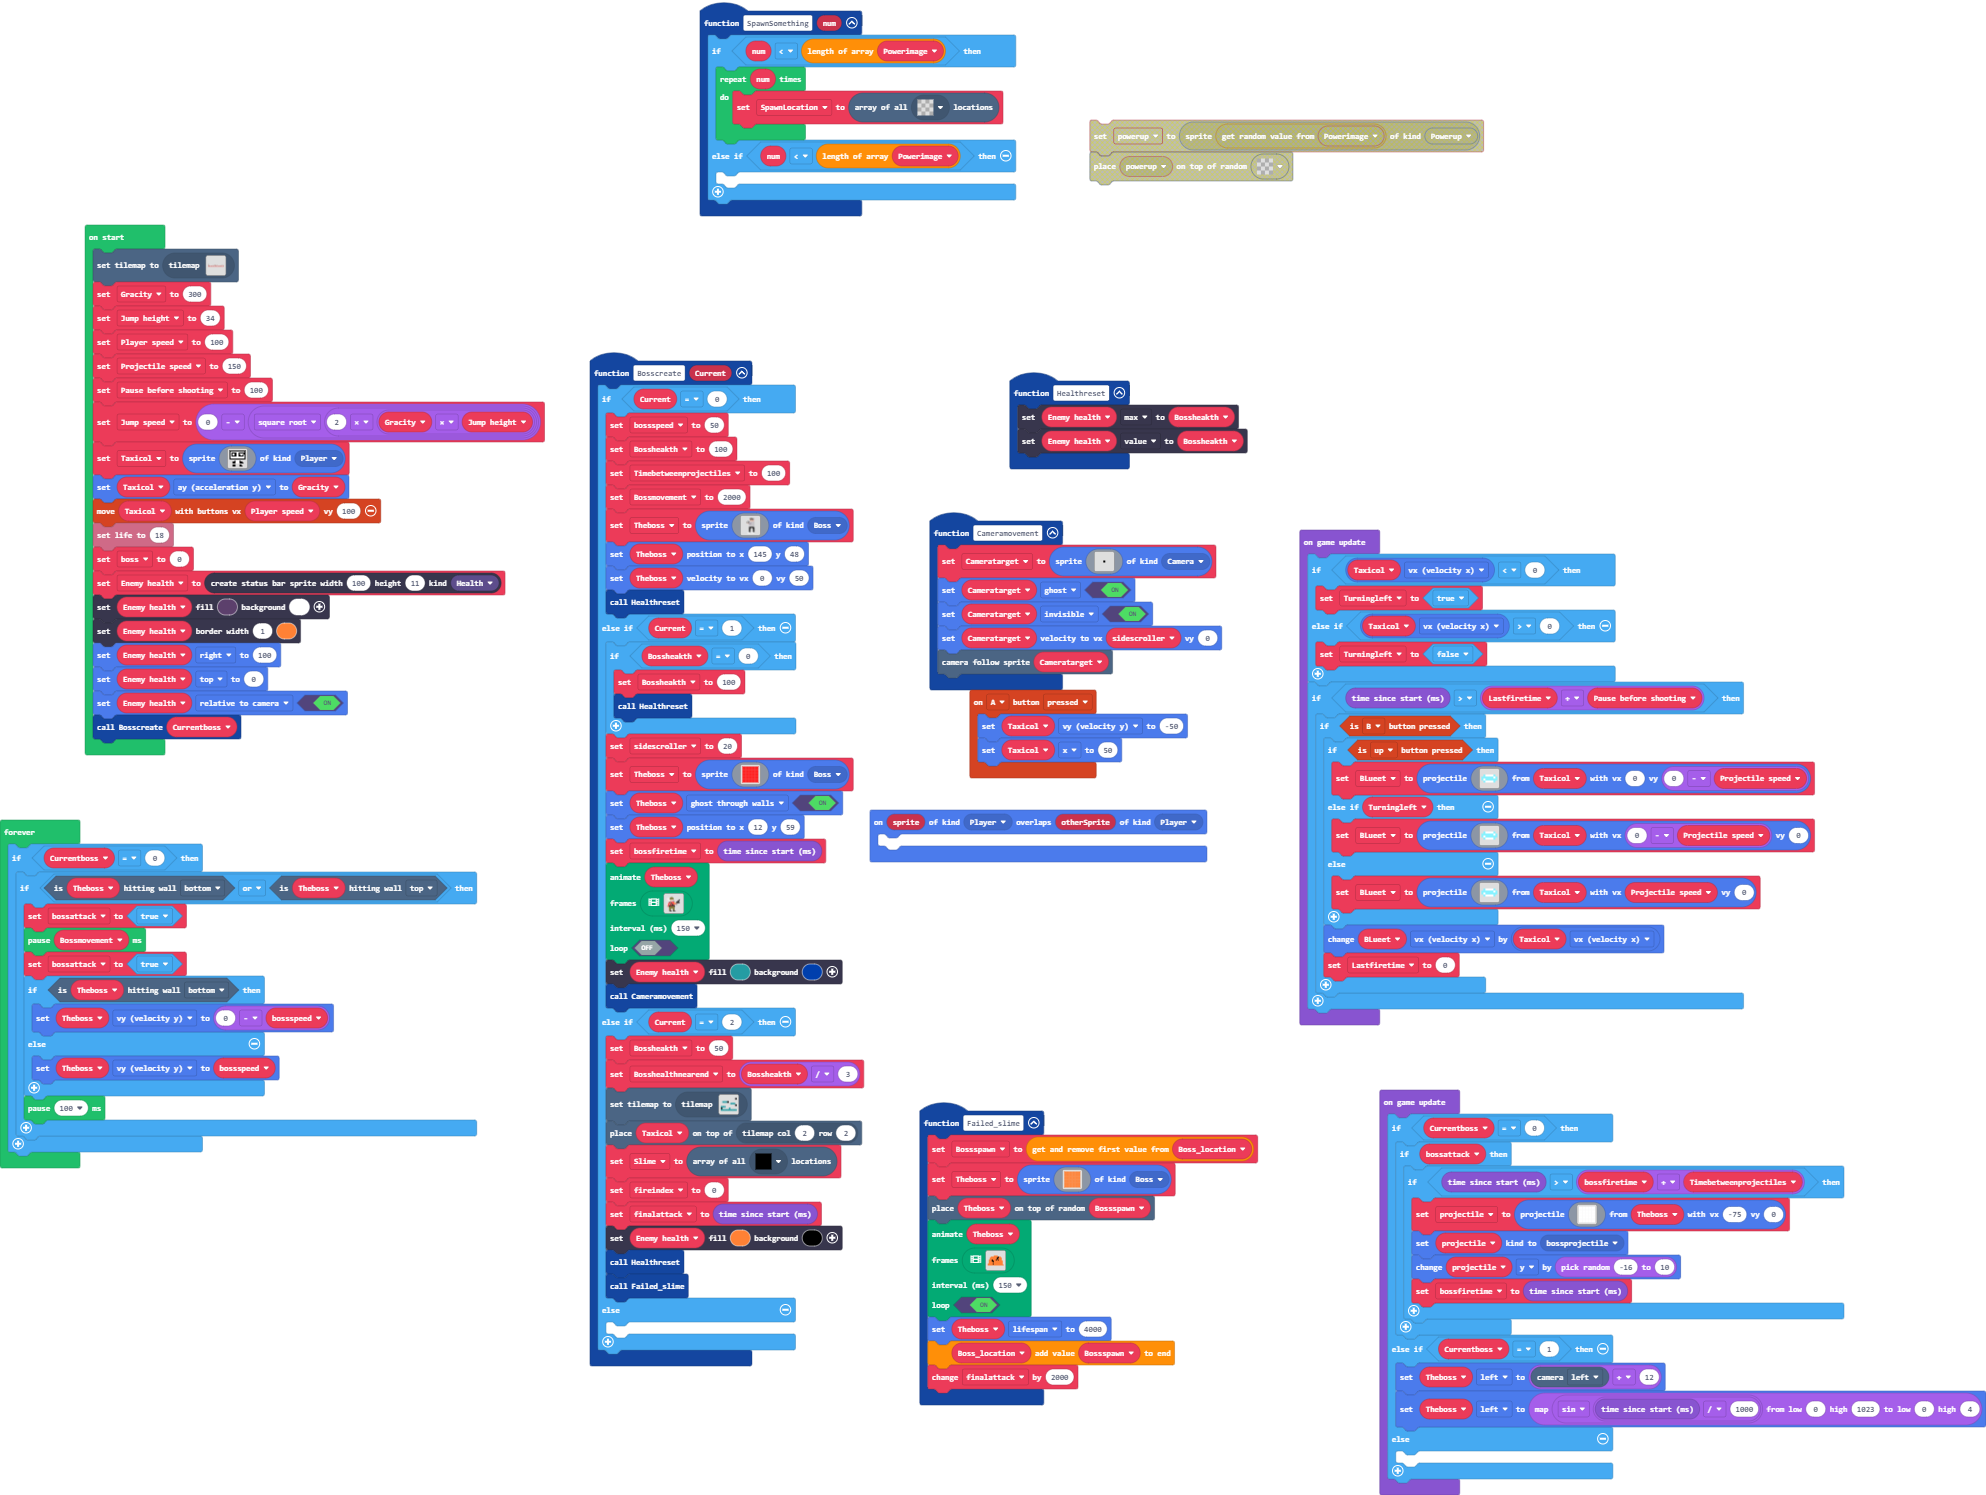 function SpawnSomething num
if num < length of array Powerimage then
repeat num times
do set SpawnLocation to array of all locations
else if num < length of array Powerimage then
set powerup to sprite get random value from Powerimage of kind Powerup
place powerup on top of random
on start
set tilemap to tilemap
set Gracity to 300
set Jump height to 34
set Player speed to 100
set Projectile speed to 150
set Pause before shooting to 100
set Jump speed to 0 - square root 2 × Gracity × Jump height
set Taxicol to sprite of kind Player
set Taxicol ay (acceleration y) to Gracity
move Taxicol with buttons vx Player speed vy 100
set life to 18
set boss to 0
set Enemy health to create status bar sprite width 100 height 11 kind Health
set Enemy health fill background
set Enemy health border width 1
set Enemy health right to 100
set Enemy health top to 0
set Enemy health relative to camera ON
call Bosscreate Currentboss
forever
if Currentboss = 0 then
if is Theboss hitting wall bottom or is Theboss hitting wall top then
set bossattack to true
pause Bossmovement ms
set bossattack to true
if is Theboss hitting wall bottom then
set Theboss vy (velocity y) to 0 - bossspeed
else
set Theboss vy (velocity y) to bossspeed
pause 100 ms
function Bosscreate Current
if Current = 0 then
set bossspeed to 50
set Bossheakth to 100
set Timebetweenprojectiles to 100
set Bossmovement to 2000
set Theboss to sprite of kind Boss
set Theboss position to x 145 y 48
set Theboss velocity to vx 0 vy 50
call Healthreset
else if Current = 1 then
if Bossheakth = 0 then
set Bossheakth to 100
call Healthreset
set sidescroller to 20
set Theboss to sprite of kind Boss
set Theboss ghost through walls ON
set Theboss position to x 12 y 59
set bossfiretime to time since start (ms)
animate Theboss
frames
interval (ms) 150
loop OFF
set Enemy health fill background
call Cameramovement
else if Current = 2 then
set Bossheakth to 50
set Bosshealthnearend to Bossheakth / 3
set tilemap to tilemap
place Taxicol on top of tilemap col 2 row 2
set Slime to array of all locations
set fireindex to 0
set finalattack to time since start (ms)
set Enemy health fill background
call Healthreset
call Failed_slime
else
function Healthreset
set Enemy health max to Bossheakth
set Enemy health value to Bossheakth
function Cameramovement
set Cameratarget to sprite of kind Camera
set Cameratarget ghost ON
set Cameratarget invisible ON
set Cameratarget velocity to vx sidescroller vy 0
camera follow sprite Cameratarget
on A button pressed
set Taxicol vy (velocity y) to -50
set Taxicol x to 50
on sprite of kind Player overlaps otherSprite of kind Player
function Failed_slime
set Bossspawn to get and remove first value from Boss_location
set Theboss to sprite of kind Boss
place Theboss on top of random Bossspawn
animate Theboss
frames
interval (ms) 150
loop ON
set Theboss lifespan to 4000
Boss_location add value Bossspawn to end
change finalattack by 2000
on game update
if Taxicol vx (velocity x) < 0 then
set Turningleft to true
else if Taxicol vx (velocity x) > 0 then
set Turningleft to false
if time since start (ms) > Lastfiretime + Pause before shooting then
if is B button pressed then
if is up button pressed then
set BLueet to projectile from Taxicol with vx 0 vy 0 - Projectile speed
else if Turningleft then
set BLueet to projectile from Taxicol with vx 0 - Projectile speed vy 0
else
set BLueet to projectile from Taxicol with vx Projectile speed vy 0
change BLueet vx (velocity x) by Taxicol vx (velocity x)
set Lastfiretime to 0
on game update
if Currentboss = 0 then
if bossattack then
if time since start (ms) > bossfiretime + Timebetweenprojectiles then
set projectile to projectile from Theboss with vx -75 vy 0
set projectile kind to bossprojectile
change projectile y by pick random -16 to 10
set bossfiretime to time since start (ms)
else if Currentboss = 1 then
set Theboss left to camera left + 12
set Theboss left to map sin time since start (ms) / 1000 from low 0 high 1023 to low 0 high 4
else